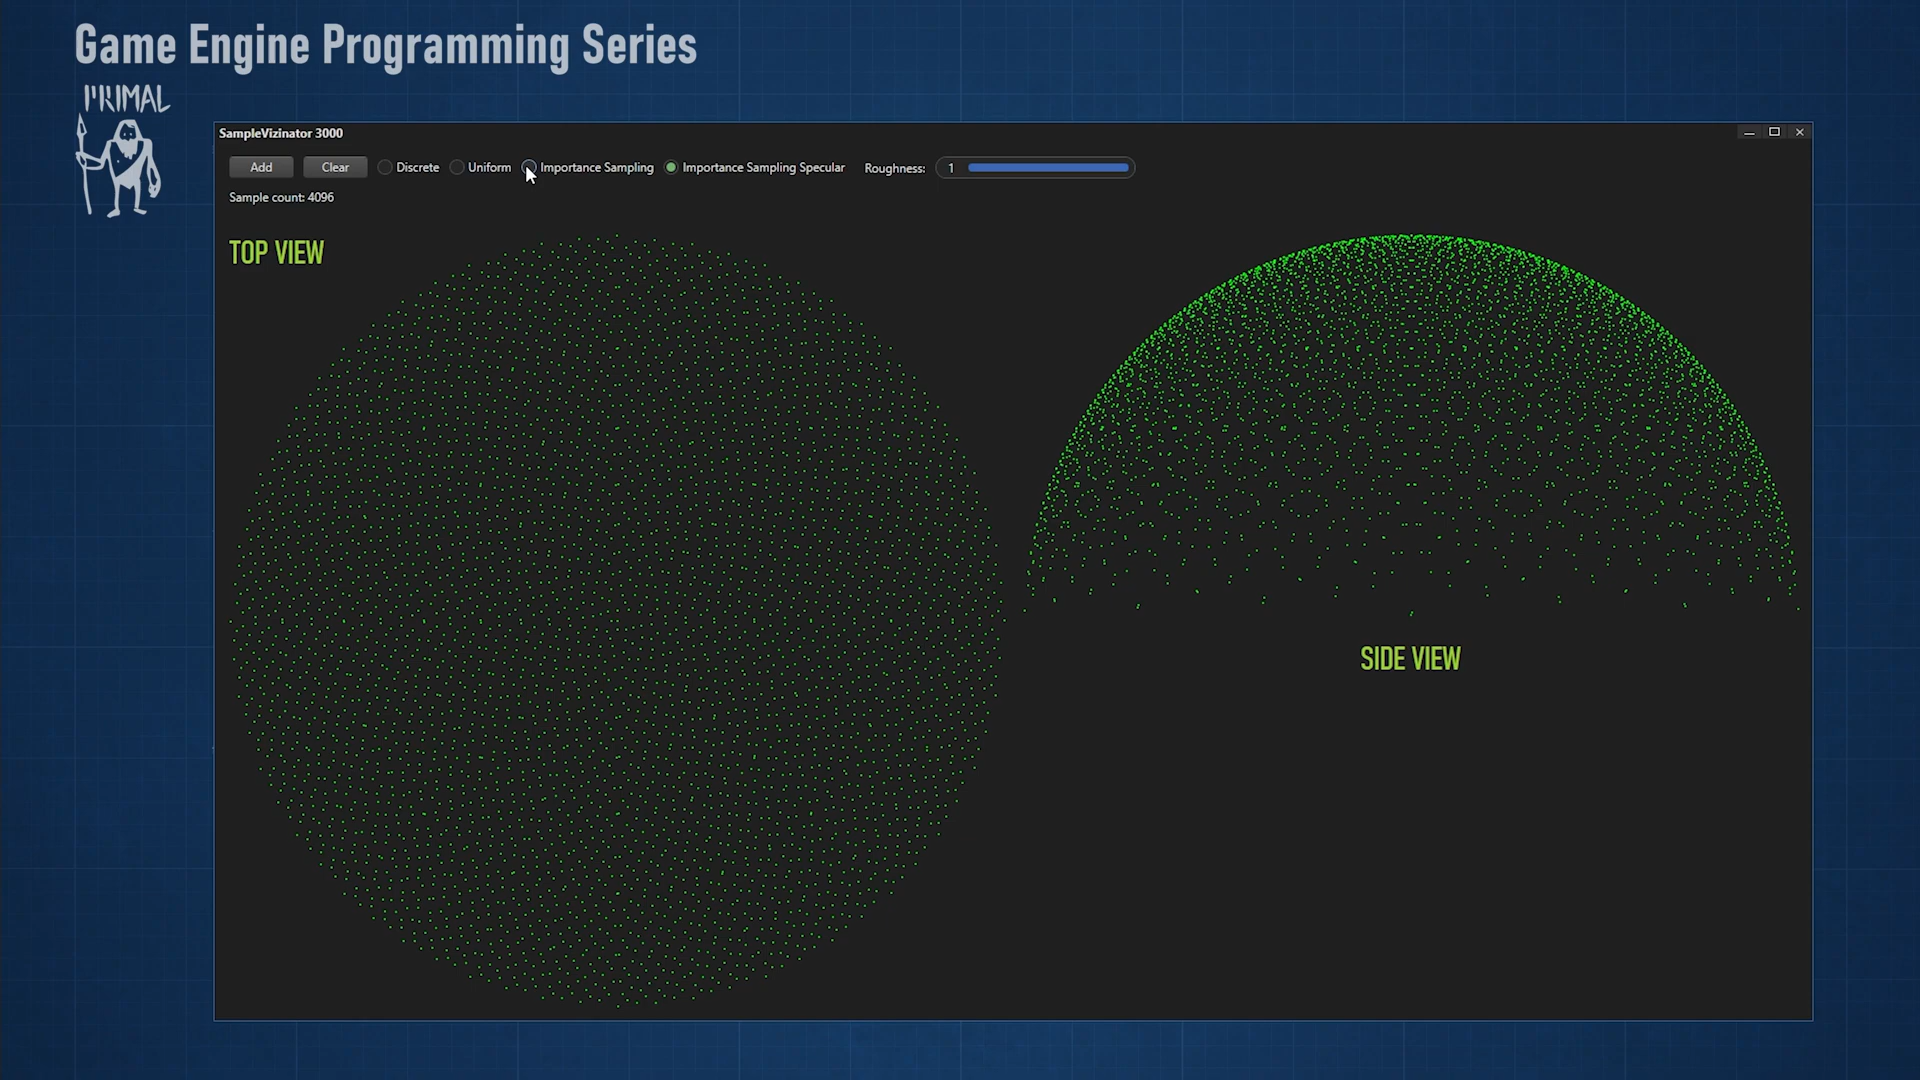 Game Engine Programming Series
PRIMAL
SampleVizinator 3000
Add Clear Discrete Uniform Importance Sampling Importance Sampling Specular Roughness: 1
Sample count: 4096
TOP VIEW
SIDE VIEW